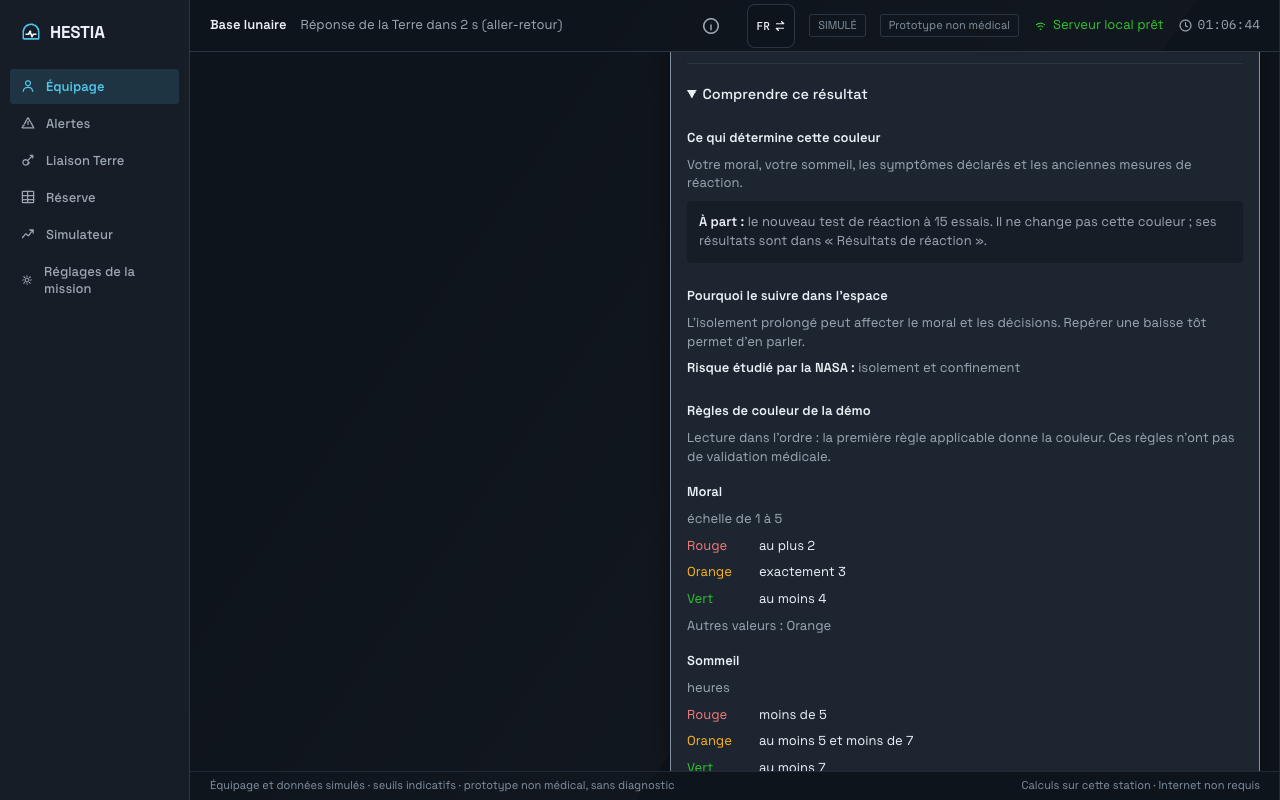 HESTIA
Base lunaire
Réponse de la Terre dans 2 s (aller-retour)
FR
SIMULÉ
Prototype non médical
Serveur local prêt
01:06:44
Équipage
Alertes
Liaison Terre
Réserve
Simulateur
Réglages de la
mission
Comprendre ce résultat
Ce qui détermine cette couleur
Votre moral, votre sommeil, les symptômes déclarés et les anciennes mesures de
réaction.
À part : le nouveau test de réaction à 15 essais. Il ne change pas cette couleur ; ses
résultats sont dans « Résultats de réaction ».
Pourquoi le suivre dans l'espace
L'isolement prolongé peut affecter le moral et les décisions. Repérer une baisse tôt
permet d'en parler.
Risque étudié par la NASA : isolement et confinement
Règles de couleur de la démo
Lecture dans l'ordre : la première règle applicable donne la couleur. Ces règles n'ont pas
de validation médicale.
Moral
échelle de 1 à 5
Rouge au plus 2
Orange exactement 3
Vert au moins 4
Autres valeurs : Orange
Sommeil
heures
Rouge moins de 5
Orange au moins 5 et moins de 7
Vert au moins 7
Équipage et données simulés · seuils indicatifs · prototype non médical, sans diagnostic
Calculs sur cette station · Internet non requis